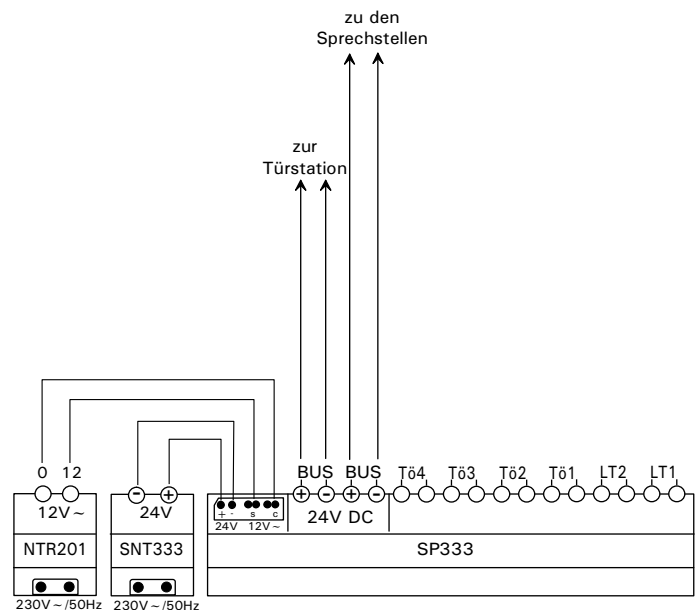 zu den
Sprechstellen
zur
Türstation
0 12
BUS BUS Tö4 Tö3 Tö2 Tö1 LT2 LT1
- +
+ - + -
12V~
24V
+ - s c
24V 12V~
24V DC
NTR201
SNT333
SP333
230V~/50Hz
230V~/50Hz